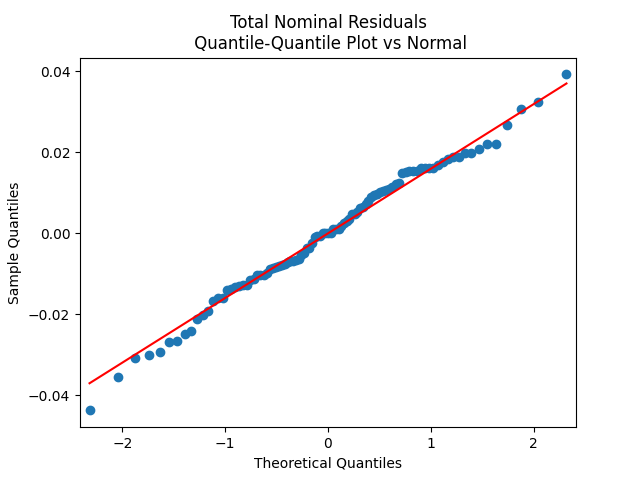 Total Nominal Residuals
Quantile-Quantile Plot vs Normal
0.04
0.02
0.00
−0.02
−0.04
Sample Quantiles
−2
−1
0
1
2
Theoretical Quantiles